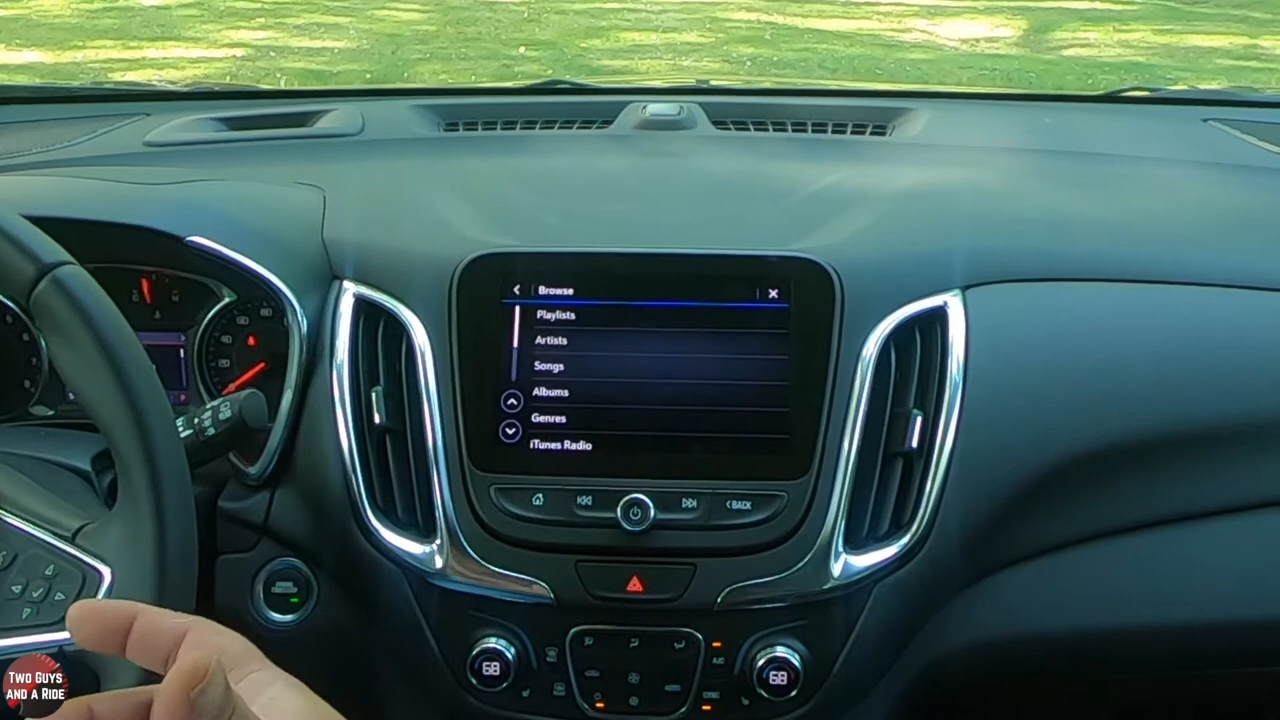 Browse
Playlists
Artists
Songs
Albums
Genres
iTunes Radio
BACK
68
68
TWO GUYS
AND A RIDE